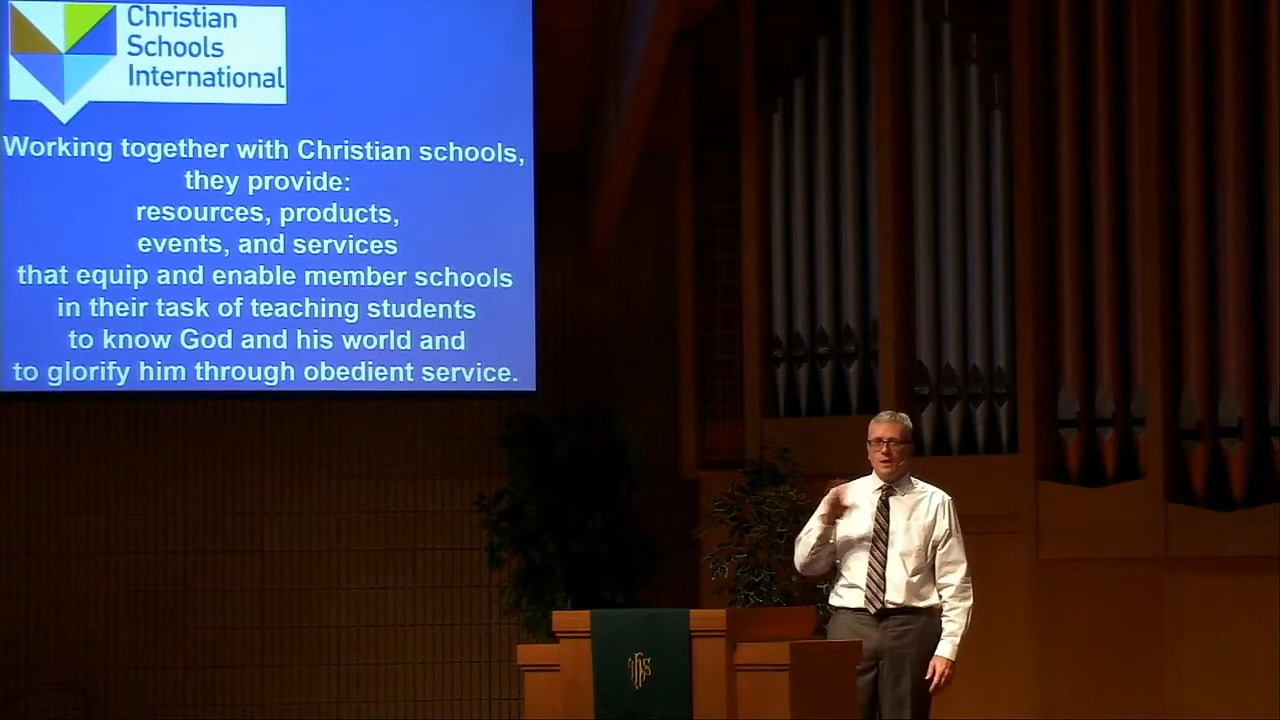 Christian
Schools
International
Working together with Christian schools,
they provide:
resources, products,
events, and services
that equip and enable member schools
in their task of teaching students
to know God and his world and
to glorify him through obedient service.
IHS